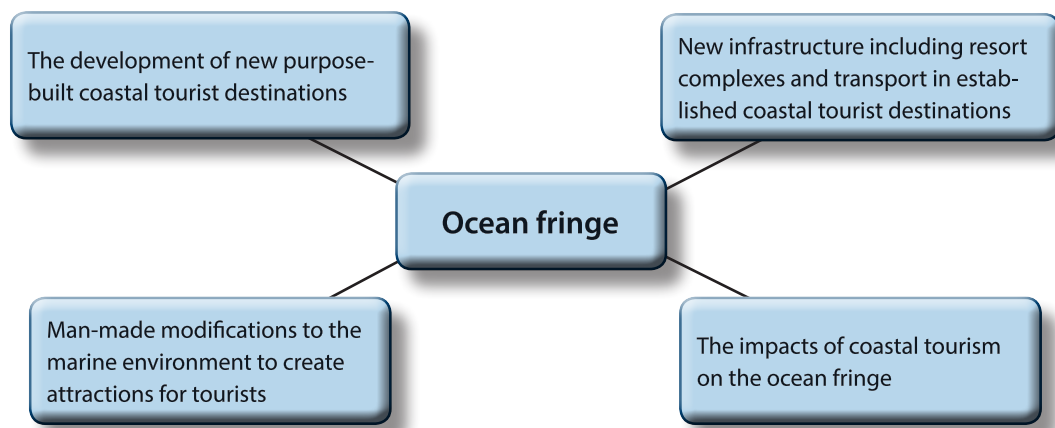 The development of new purpose-
built coastal tourist destinations
New infrastructure including resort
complexes and transport in estab-
lished coastal tourist destinations
Ocean fringe
Man-made modifications to the
marine environment to create
attractions for tourists
The impacts of coastal tourism
on the ocean fringe